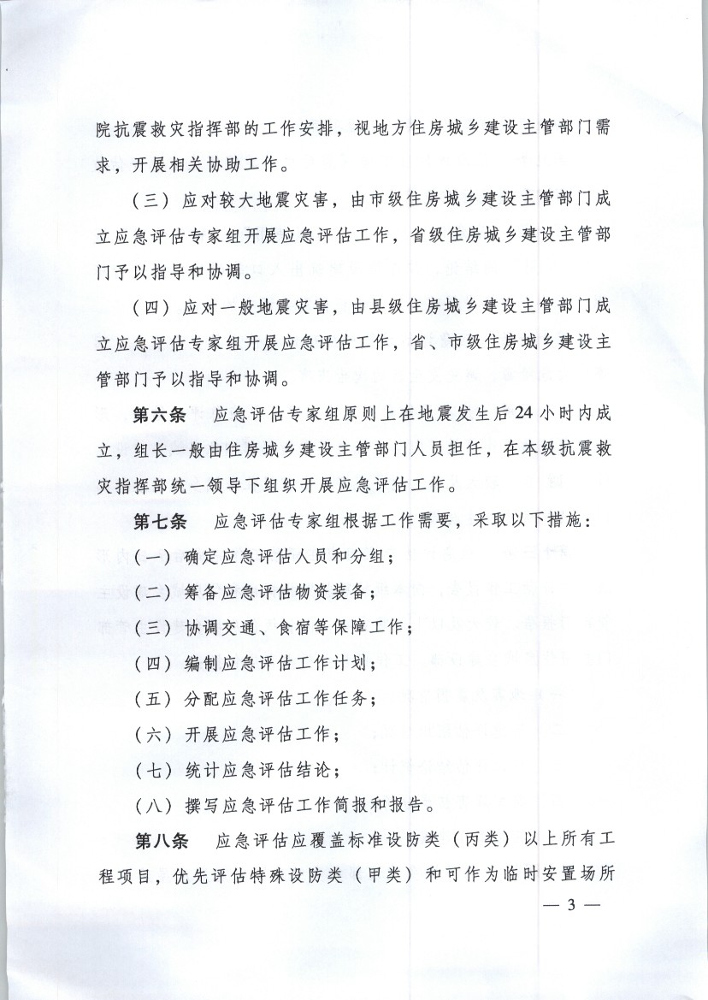 院抗震救灾指挥部的工作安排，视地方住房城乡建设主管部门需
求，开展相关协助工作。
（三）应对较大地震灾害，由市级住房城乡建设主管部门成
立应急评估专家组开展应急评估工作，省级住房城乡建设主管部
门予以指导和协调。
（四）应对一般地震灾害，由县级住房城乡建设主管部门成
立应急评估专家组开展应急评估工作，省、市级住房城乡建设主
管部门予以指导和协调。
第六条　应急评估专家组原则上在地震发生后24小时内成
立，组长一般由住房城乡建设主管部门人员担任，在本级抗震救
灾指挥部统一领导下组织开展应急评估工作。
第七条　应急评估专家组根据工作需要，采取以下措施：
（一）确定应急评估人员和分组；
（二）筹备应急评估物资装备；
（三）协调交通、食宿等保障工作；
（四）编制应急评估工作计划；
（五）分配应急评估工作任务；
（六）开展应急评估工作；
（七）统计应急评估结论；
（八）撰写应急评估工作简报和报告。
第八条　应急评估应覆盖标准设防类（丙类）以上所有工
程项目，优先评估特殊设防类（甲类）和可作为临时安置场所
— 3 —